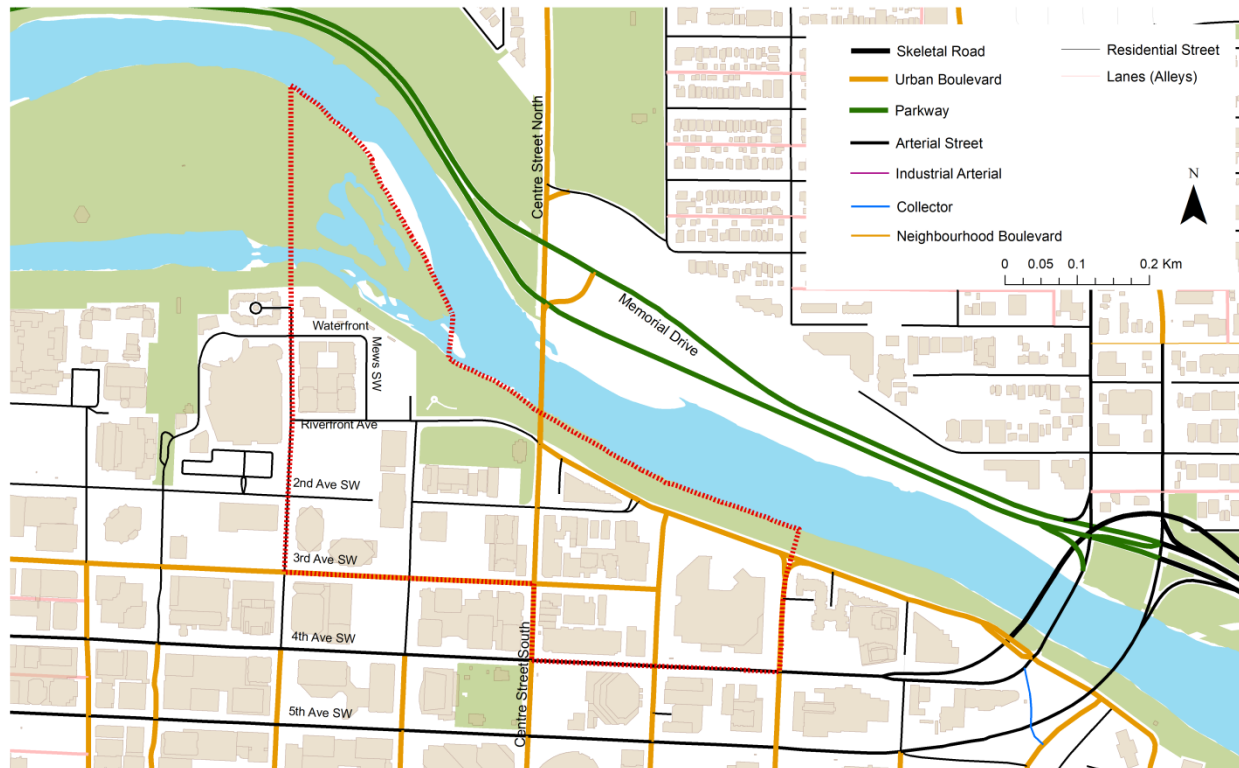 Skeletal Road
Urban Boulevard
Parkway
Arterial Street
Industrial Arterial
Collector
Neighbourhood Boulevard
Residential Street
Lanes (Alleys)
N
0 0.05 0.1 0.2 Km
Centre Street North
Memorial Drive
Waterfront
Mews SW
Riverfront Ave
2nd Ave SW
3rd Ave SW
4th Ave SW
Centre Street South
5th Ave SW